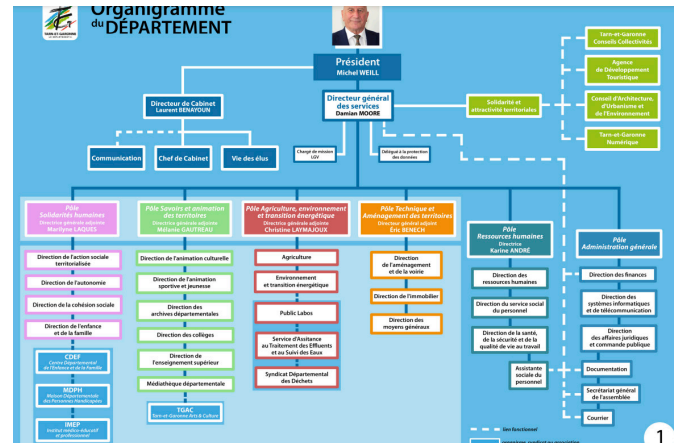 Organigramme
du DÉPARTEMENT
TARN-ET-GARONNE
Président
Michel WEILL
Directeur de Cabinet
Laurent BENAYOUN
Directeur général
des services
Damian MOORE
Solidarité et
attractivité territoriales
Tarn-et-Garonne
Conseils Collectivités
Agence
de Développement
Touristique
Conseil d'Architecture,
d'Urbanisme et
de l'Environnement
Tarn-et-Garonne
Numérique
Communication
Chef de Cabinet
Vie des élus
Chargé de mission
LGV
Délégué à la protection
des données
Pôle
Solidarités humaines
Directrice générale adjointe
Marilyne LAQUES
Direction de l'action sociale
territorialisée
Direction de l'autonomie
Direction de la cohésion sociale
Direction de l'enfance
et de la famille
CDEF
Centre Départemental
de l'Enfance et de la Famille
MDPH
Maison Départementale
des Personnes Handicapées
IMEP
Institut médico-éducatif
et professionnel
Pôle Savoirs et animation
des territoires
Directrice générale adjointe
Mélanie GAUTREAU
Direction de l'animation culturelle
Direction de l'animation
sportive et jeunesse
Direction des
archives départementales
Direction des collèges
Direction de
l'enseignement supérieur
Médiathèque départementale
TGAC
Tarn-et-Garonne Arts & Culture
Pôle Agriculture, environnement
et transition énergétique
Directrice générale adjointe
Christine LAYMAJOUX
Agriculture
Environnement
et transition énergétique
Public Labos
Service d'Assitance
au Traitement des Effluents
et au Suivi des Eaux
Syndicat Départemental
des Déchets
Pôle Technique et
Aménagement des territoires
Directeur général adjoint
Eric BENECH
Direction
de l'aménagement
et de la voirie
Direction de l'immobilier
Direction des
moyens généraux
Pôle
Ressources humaines
Directrice
Karine ANDRÉ
Direction des
ressources humaines
Direction du service social du
personnel
Direction de la santé,
de la sécurité et de la
qualité de vie au travail
Assistante
sociale du
personnel
Pôle
Administration générale
Direction des finances
Direction des
systèmes informatiques
et de télécommunication
Direction
des affaires juridiques et
commande publique
Documentation
Secrétariat général
de l'assemblée
Courrier
lien fonctionnel
1